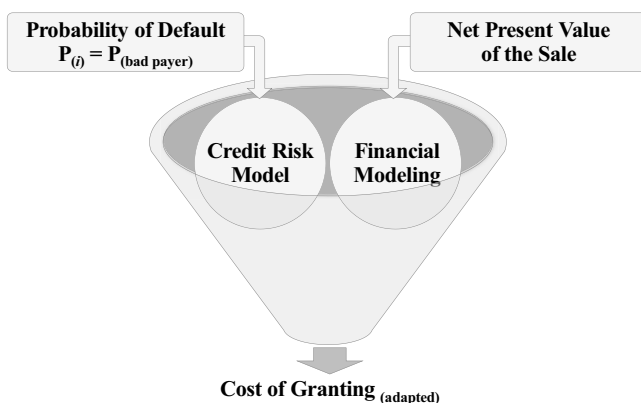 Probability of Default
P(i) = P(bad payer)
Net Present Value
of the Sale
Credit Risk
Model
Financial
Modeling
Cost of Granting (adapted)